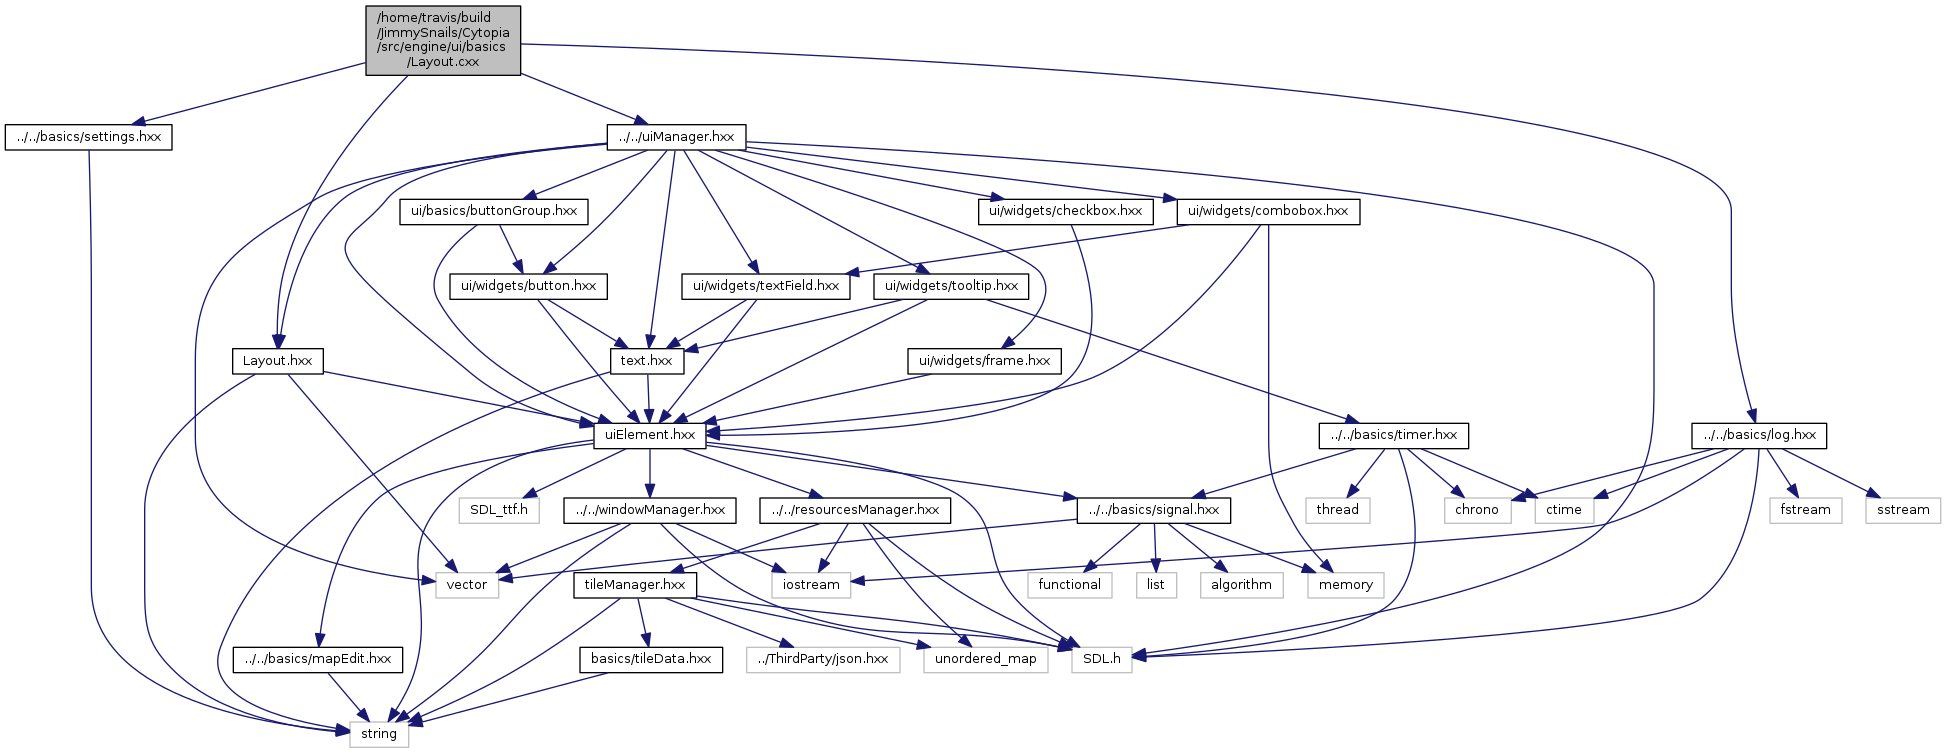 /home/travis/build
/JimmySnails/Cytopia
/src/engine/ui/basics
/Layout.cxx
../../basics/settings.hxx
../../uiManager.hxx
ui/basics/buttonGroup.hxx
ui/widgets/checkbox.hxx
ui/widgets/combobox.hxx
ui/widgets/button.hxx
ui/widgets/textField.hxx
ui/widgets/tooltip.hxx
Layout.hxx
text.hxx
ui/widgets/frame.hxx
uiElement.hxx
../../basics/timer.hxx
../../basics/log.hxx
SDL_ttf.h
../../windowManager.hxx
../../resourcesManager.hxx
../../basics/signal.hxx
thread
chrono
ctime
fstream
sstream
vector
tileManager.hxx
iostream
functional
list
algorithm
memory
../../basics/mapEdit.hxx
basics/tileData.hxx
../ThirdParty/json.hxx
unordered_map
SDL.h
string